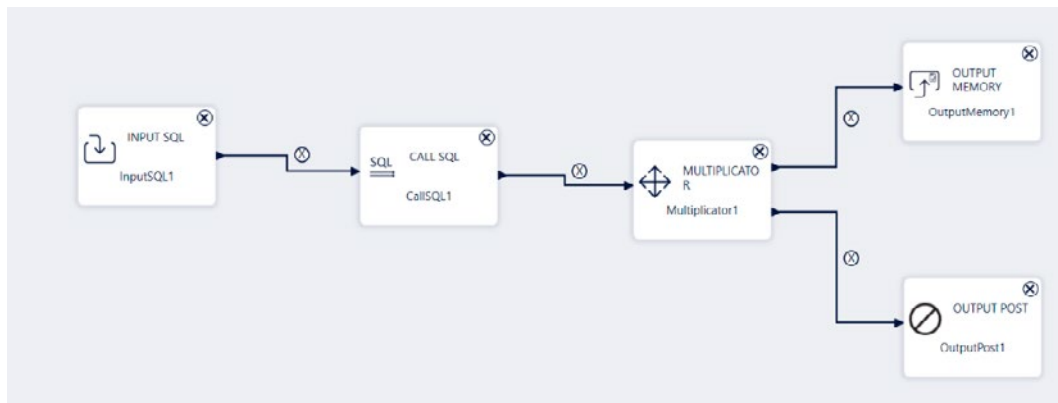 INPUT SQL
InputSQL1
X
SQL
CALL SQL
CallSQL1
X
MULTIPLICATO
R
Multiplicator1
X
OUTPUT
MEMORY
OutputMemory1
X
OUTPUT POST
OutputPost1